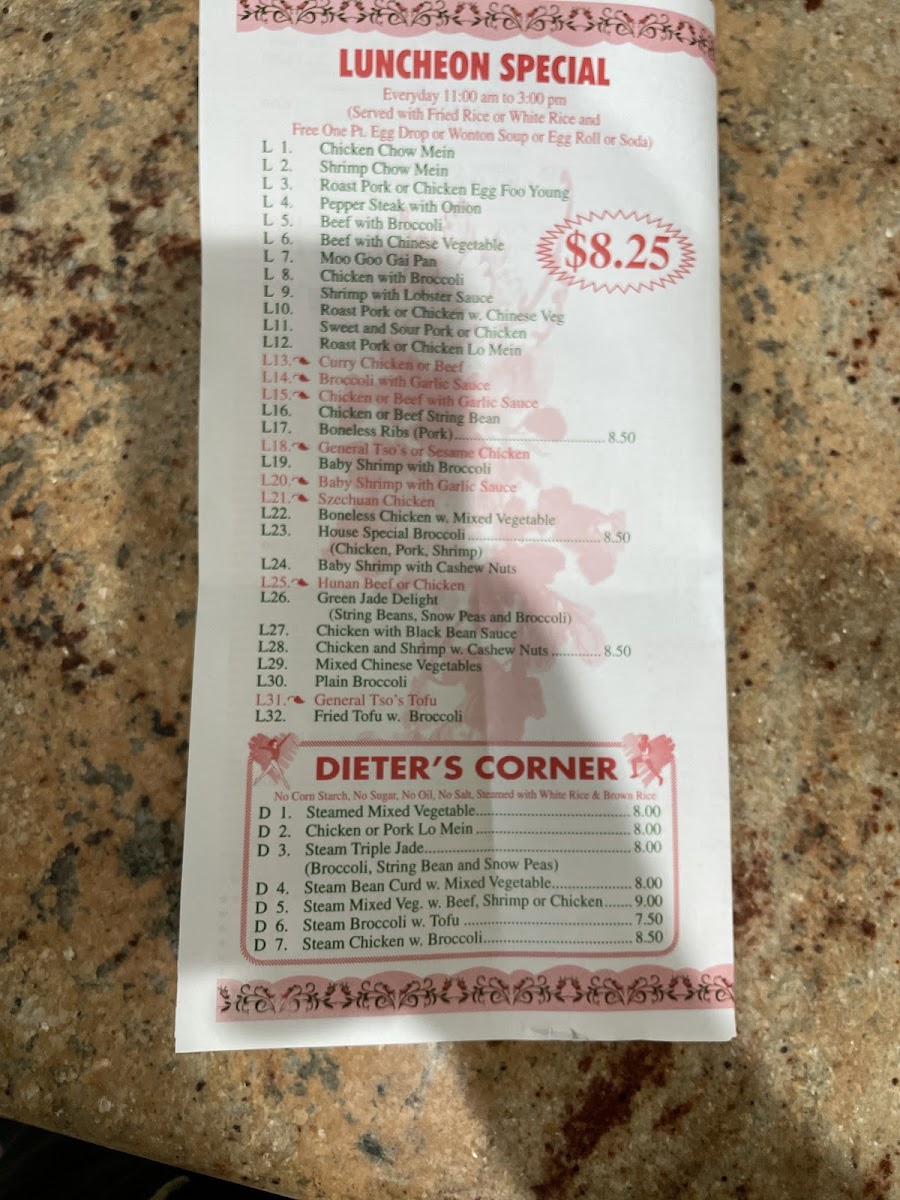 LUNCHEON SPECIAL
Everyday 11:00 am to 3:00 pm
(Served with Fried Rice or White Rice and
Free One Pt. Egg Drop or Wonton Soup or Egg Roll or Soda)
L 1. Chicken Chow Mein
L 2. Shrimp Chow Mein
L 3. Roast Pork or Chicken Egg Foo Young
L 4. Pepper Steak with Onion
L 5. Beef with Broccoli
L 6. Beef with Chinese Vegetable
$8.25
L 7. Moo Goo Gai Pan
L 8. Chicken with Broccoli
L 9. Shrimp with Lobster Sauce
L10. Roast Pork or Chicken w. Chinese Veg
L11. Sweet and Sour Pork or Chicken
L12. Roast Pork or Chicken Lo Mein
L13. Curry Chicken or Beef
L14. Broccoli with Garlic Sauce
L15. Chicken or Beef with Garlic Sauce
L16. Chicken or Beef String Bean
L17. Boneless Ribs (Pork)..............................8.50
L18. General Tso's or Sesame Chicken
L19. Baby Shrimp with Broccoli
L20. Baby Shrimp with Garlic Sauce
L21. Szechuan Chicken
L22. Boneless Chicken w. Mixed Vegetable
L23. House Special Broccoli..........................8.50
(Chicken, Pork, Shrimp)
L24. Baby Shrimp with Cashew Nuts
L25. Hunan Beef or Chicken
L26. Green Jade Delight
(String Beans, Snow Peas and Broccoli)
L27. Chicken with Black Bean Sauce
L28. Chicken and Shrimp w. Cashew Nuts............8.50
L29. Mixed Chinese Vegetables
L30. Plain Broccoli
L31. General Tso's Tofu
L32. Fried Tofu w. Broccoli
DIETER'S CORNER
No Corn Starch, No Sugar, No Oil, No Salt, Steamed with White Rice & Brown Rice
D 1. Steamed Mixed Vegetable..............................8.00
D 2. Chicken or Pork Lo Mein..............................8.00
D 3. Steam Triple Jade..............................8.00
(Broccoli, String Bean and Snow Peas)
D 4. Steam Bean Curd w. Mixed Vegetable..................8.00
D 5. Steam Mixed Veg. w. Beef, Shrimp or Chicken.......9.00
D 6. Steam Broccoli w. Tofu..............................7.50
D 7. Steam Chicken w. Broccoli..............................8.50